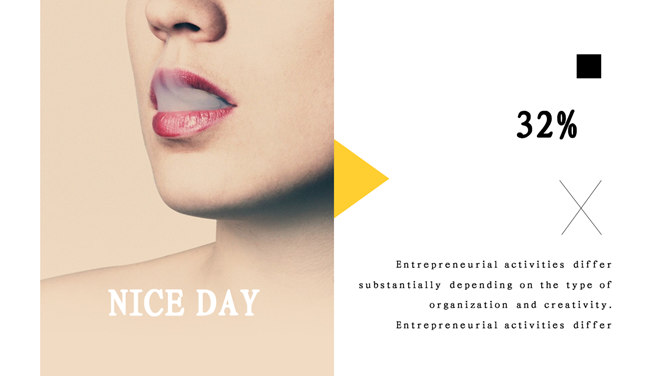 NICE DAY
32%
Entrepreneurial activities differ
substantially depending on the type of
organization and creativity.
Entrepreneurial activities differ